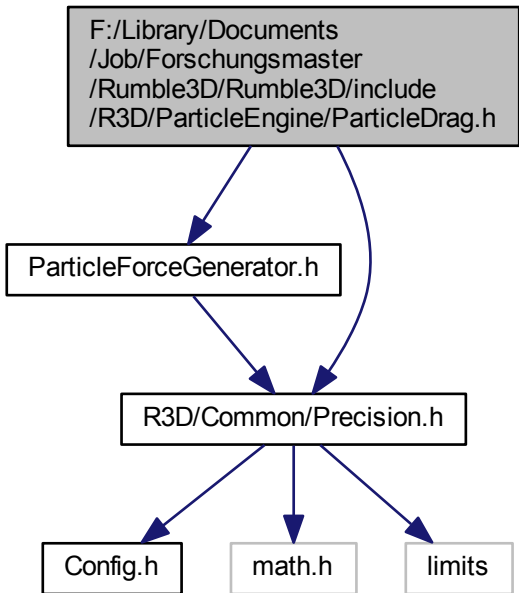 F:/Library/Documents
/Job/Forschungsmaster
/Rumble3D/Rumble3D/include
/R3D/ParticleEngine/ParticleDrag.h
ParticleForceGenerator.h
R3D/Common/Precision.h
Config.h
math.h
limits